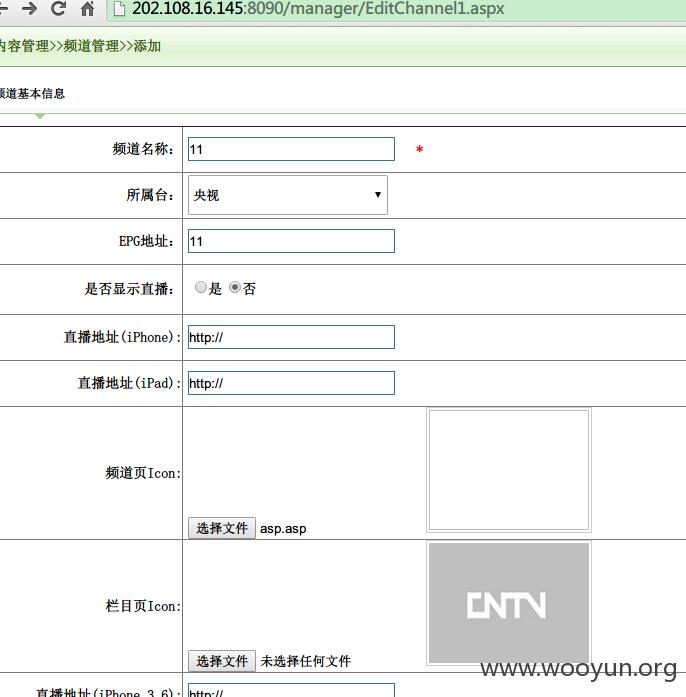 202.108.16.145:8090/manager/EditChannel1.aspx
内容管理>>频道管理>>添加
频道基本信息
频道名称: 11 *
所属台: 央视
EPG地址: 11
是否显示直播: 是 否
直播地址(iPhone): http://
直播地址(iPad): http://
频道页Icon: 选择文件 asp.asp
CNTV
栏目页Icon: 选择文件 未选择任何文件
www.wooyun.org
直播地址(iPhone 3.6): http://